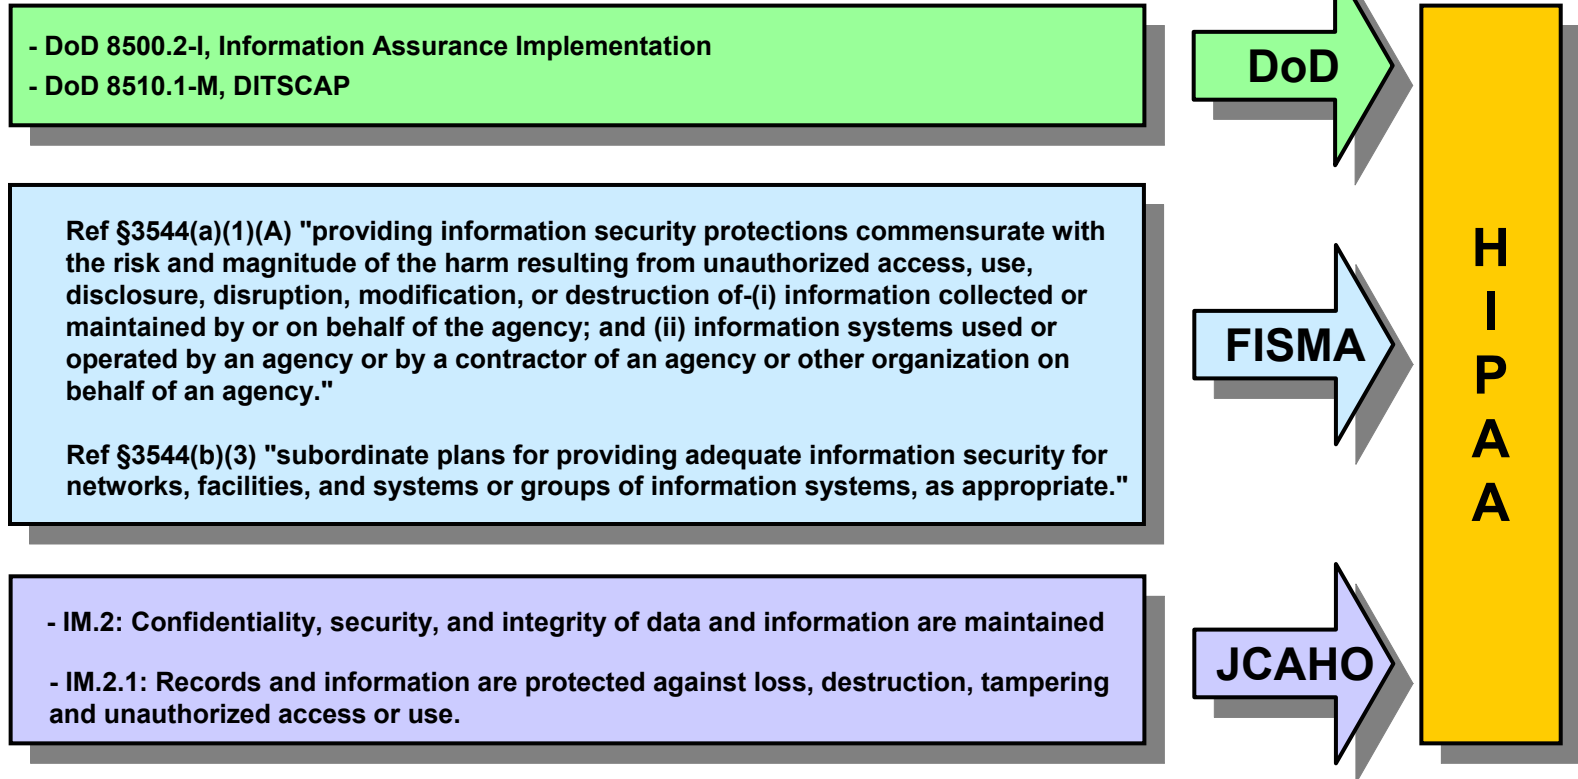 - DoD 8500.2-I, Information Assurance Implementation
- DoD 8510.1-M, DITSCAP
DoD
Ref §3544(a)(1)(A) "providing information security protections commensurate with
the risk and magnitude of the harm resulting from unauthorized access, use,
disclosure, disruption, modification, or destruction of-(i) information collected or
maintained by or on behalf of the agency; and (ii) information systems used or
operated by an agency or by a contractor of an agency or other organization on
behalf of an agency."
Ref §3544(b)(3) "subordinate plans for providing adequate information security for
networks, facilities, and systems or groups of information systems, as appropriate."
FISMA
- IM.2: Confidentiality, security, and integrity of data and information are maintained
- IM.2.1: Records and information are protected against loss, destruction, tampering
and unauthorized access or use.
JCAHO
H
I
P
A
A